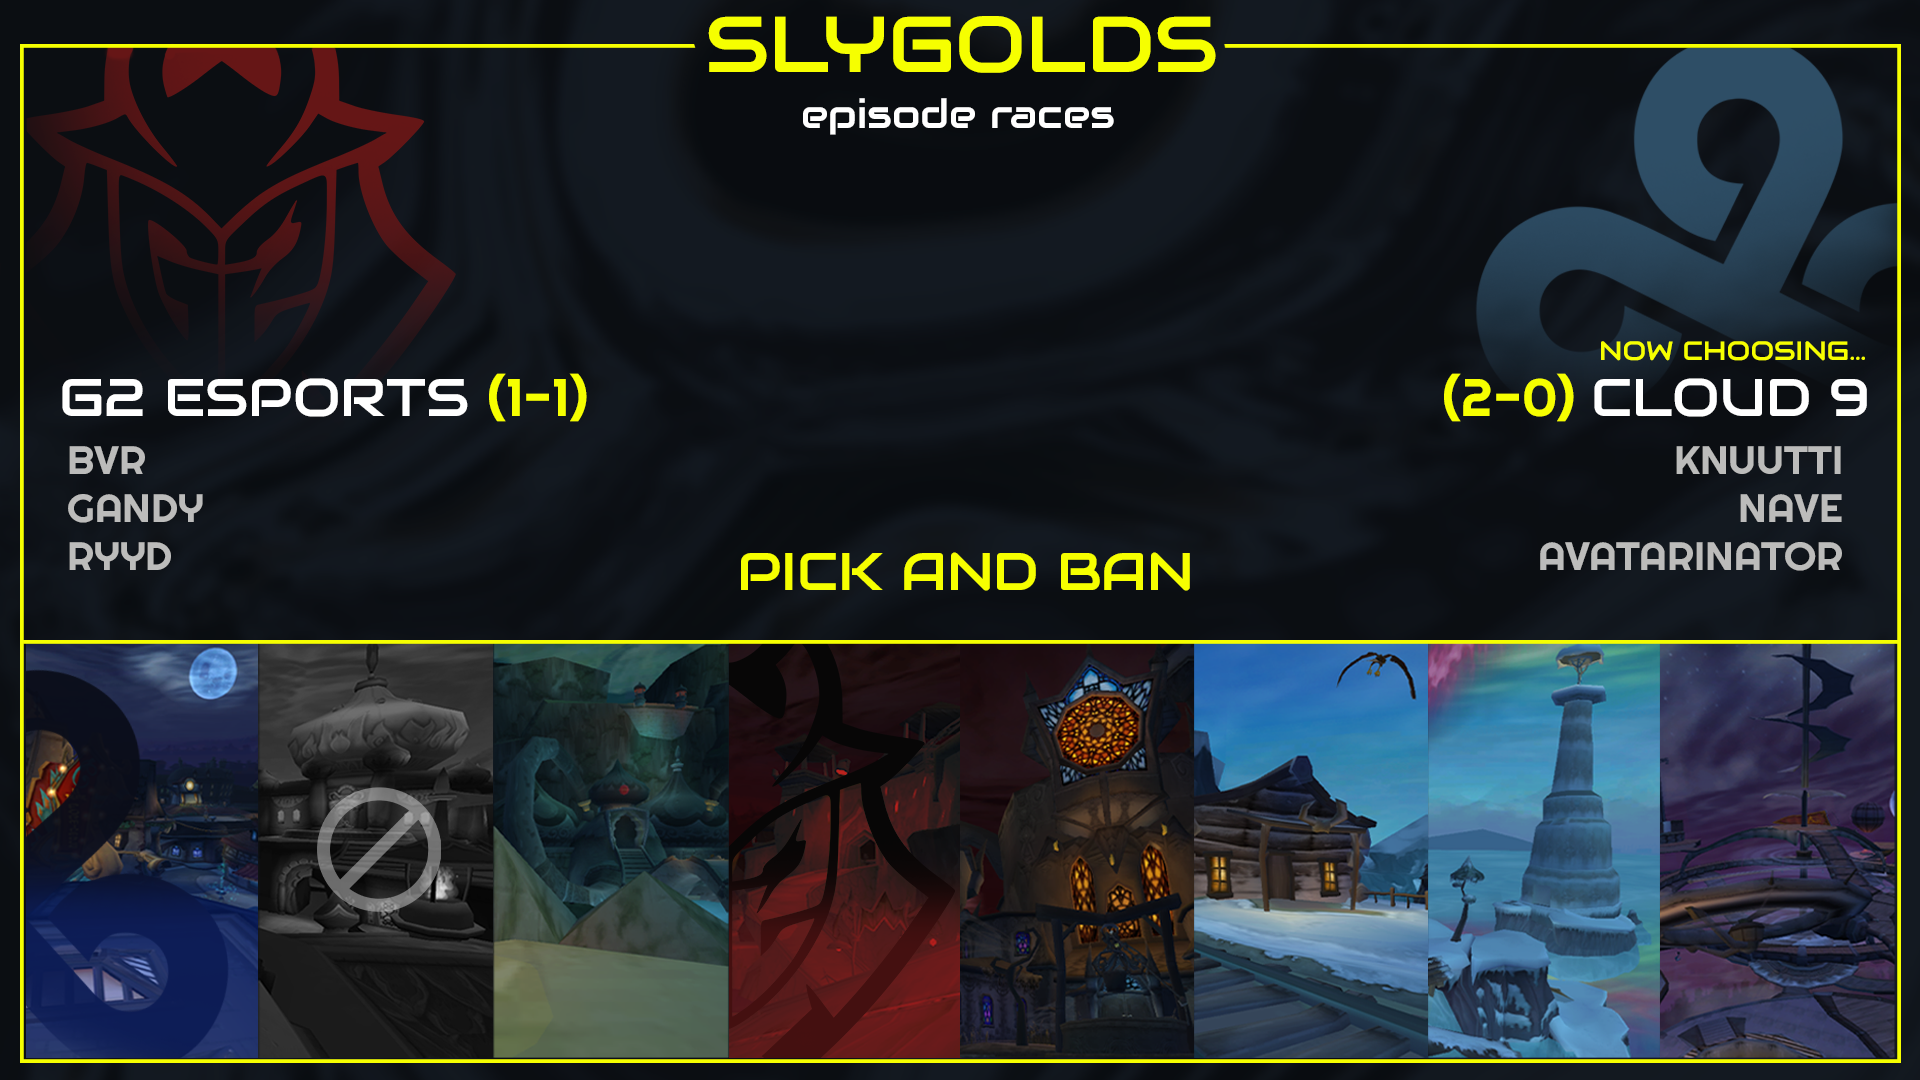 SLYGOLDS
episode races
G2 ESPORTS (1-1)
BVR
GANDY
RYYD
NOW CHOOSING...
(2-0) CLOUD 9
KNUUTTI
NAVE
AVATARINATOR
PICK AND BAN